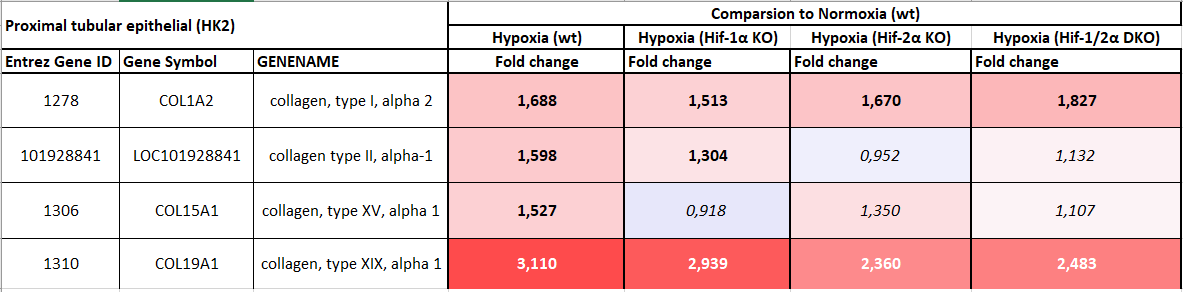 Proximal tubular epithelial (HK2) Comparsion to Normoxia (wt)
Hypoxia (wt) Hypoxia (Hif-1α KO) Hypoxia (Hif-2α KO) Hypoxia (Hif-1/2α DKO)
Entrez Gene ID Gene Symbol GENENAME Fold change Fold change Fold change Fold change
1278 COL1A2 collagen, type I, alpha 2 1,688 1,513 1,670 1,827
101928841 LOC101928841 collagen type II, alpha-1 1,598 1,304 0,952 1,132
1306 COL15A1 collagen, type XV, alpha 1 1,527 0,918 1,350 1,107
1310 COL19A1 collagen, type XIX, alpha 1 3,110 2,939 2,360 2,483